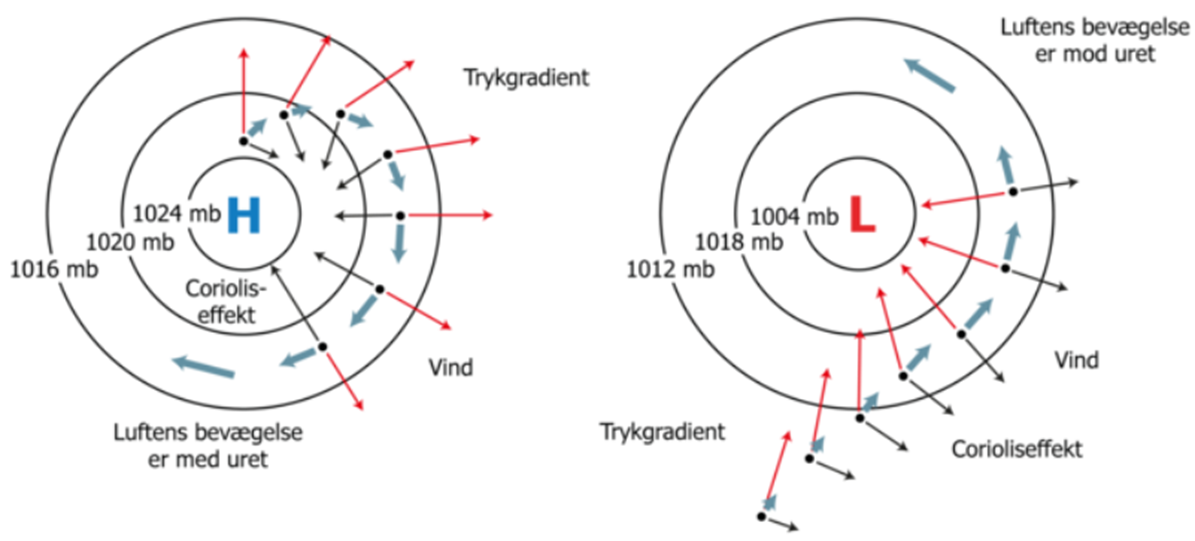 Trykgradient
1024 mb
H
1020 mb
1016 mb
Coriolis-
effekt
Vind
Luftens bevægelse
er med uret
Luftens bevægelse
er mod uret
1004 mb
L
1018 mb
1012 mb
Vind
Trykgradient
Corioliseffekt